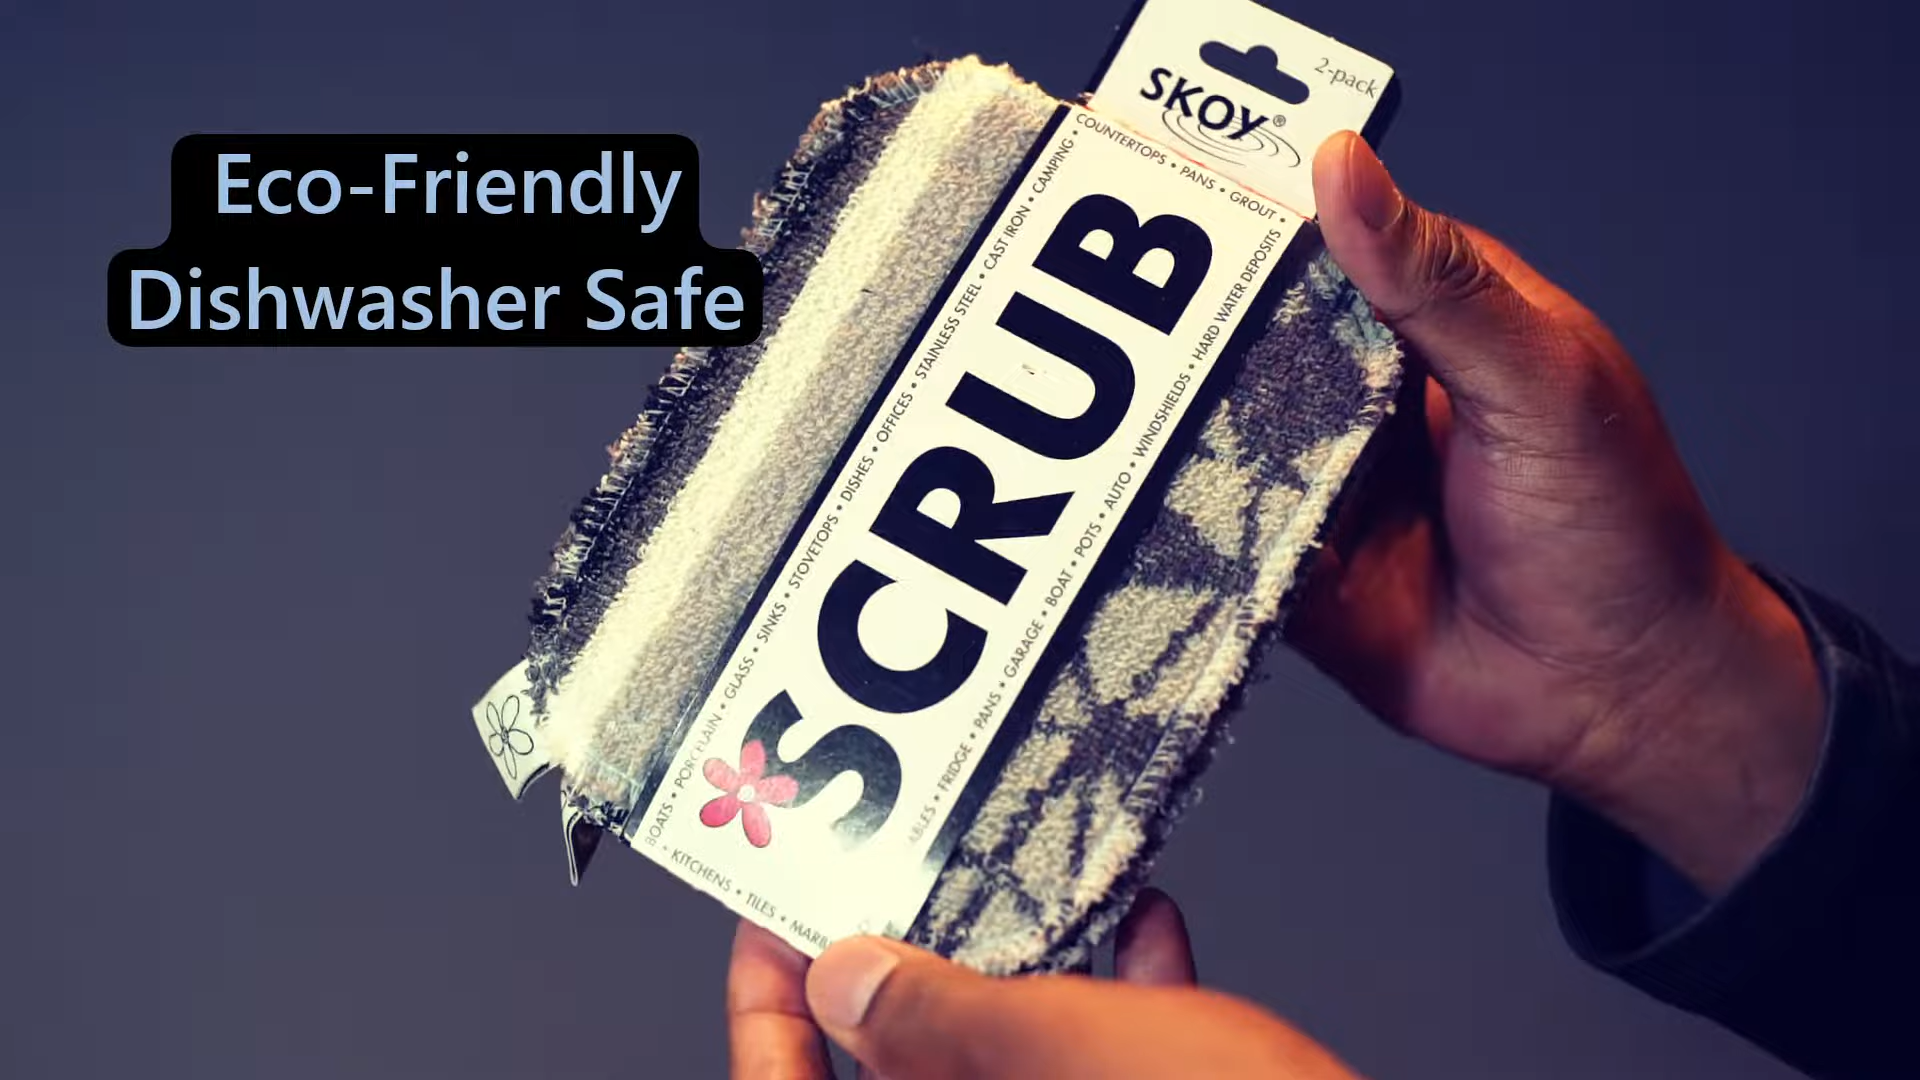 Eco-Friendly
Dishwasher Safe
2-pack
SKOY®
COUNTERTOPS • PANS • GROUT •
HARD WATER DEPOSITS
• WINDSHIELDS •
AUTO • POTS • BOAT • GARAGE • PANS • FRIDGE •
SCRUB
BOATS • PORCELAIN • GLASS • SINKS • STOVETOPS • DISHES • OFFICES • STAINLESS STEEL • CAST IRON • CAMPING •
• KITCHENS • TILES •